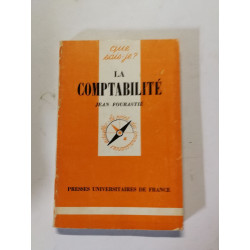 que
sais-je?
LA
COMPTABILITÉ
JEAN FOURASTIÉ
PRESSES UNIVERSITAIRES DE FRANCE